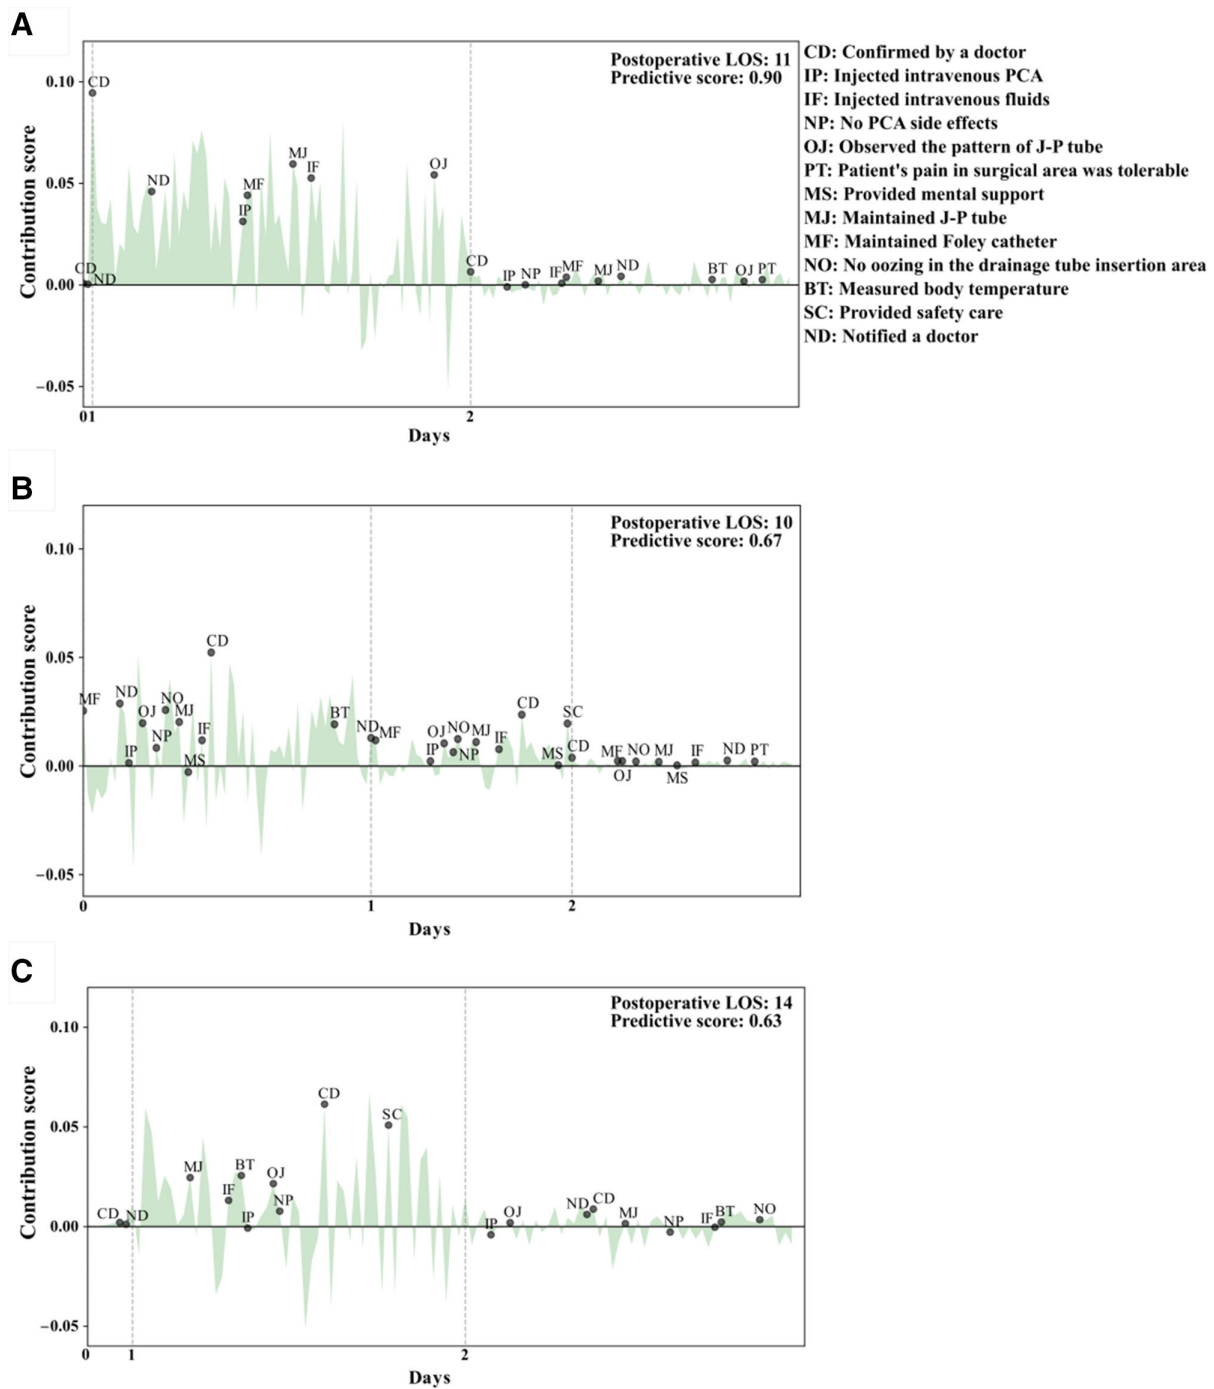 A
Postoperative LOS: 11
Predictive score: 0.90
CD: Confirmed by a doctor
IP: Injected intravenous PCA
IF: Injected intravenous fluids
NP: No PCA side effects
OJ: Observed the pattern of J-P tube
PT: Patient's pain in surgical area was tolerable
MS: Provided mental support
MJ: Maintained J-P tube
MF: Maintained Foley catheter
NO: No oozing in the drainage tube insertion area
BT: Measured body temperature
SC: Provided safety care
ND: Notified a doctor
Contribution score
0.10
0.05
0.00
−0.05
CD
ND
CD
ND
IP
MF
MJ
IF
OJ
CD
IP
NP
IF
MF
MJ
ND
BT
OJ
PT
0
1
2
Days
B
Postoperative LOS: 10
Predictive score: 0.67
Contribution score
0.10
0.05
0.00
−0.05
MF
ND
IP
OJ
NP
NO
MJ
MS
IF
CD
BT
ND
MF
IP
OJ
NP
NO
MJ
IF
CD
MS
SC
CD
MF
OJ
NO
MJ
MS
IF
ND
PT
0
1
2
Days
C
Postoperative LOS: 14
Predictive score: 0.63
Contribution score
0.10
0.05
0.00
−0.05
CD
ND
MJ
IF
BT
IP
OJ
NP
CD
SC
IP
OJ
ND
CD
MJ
NP
IF
BT
NO
0
1
2
Days